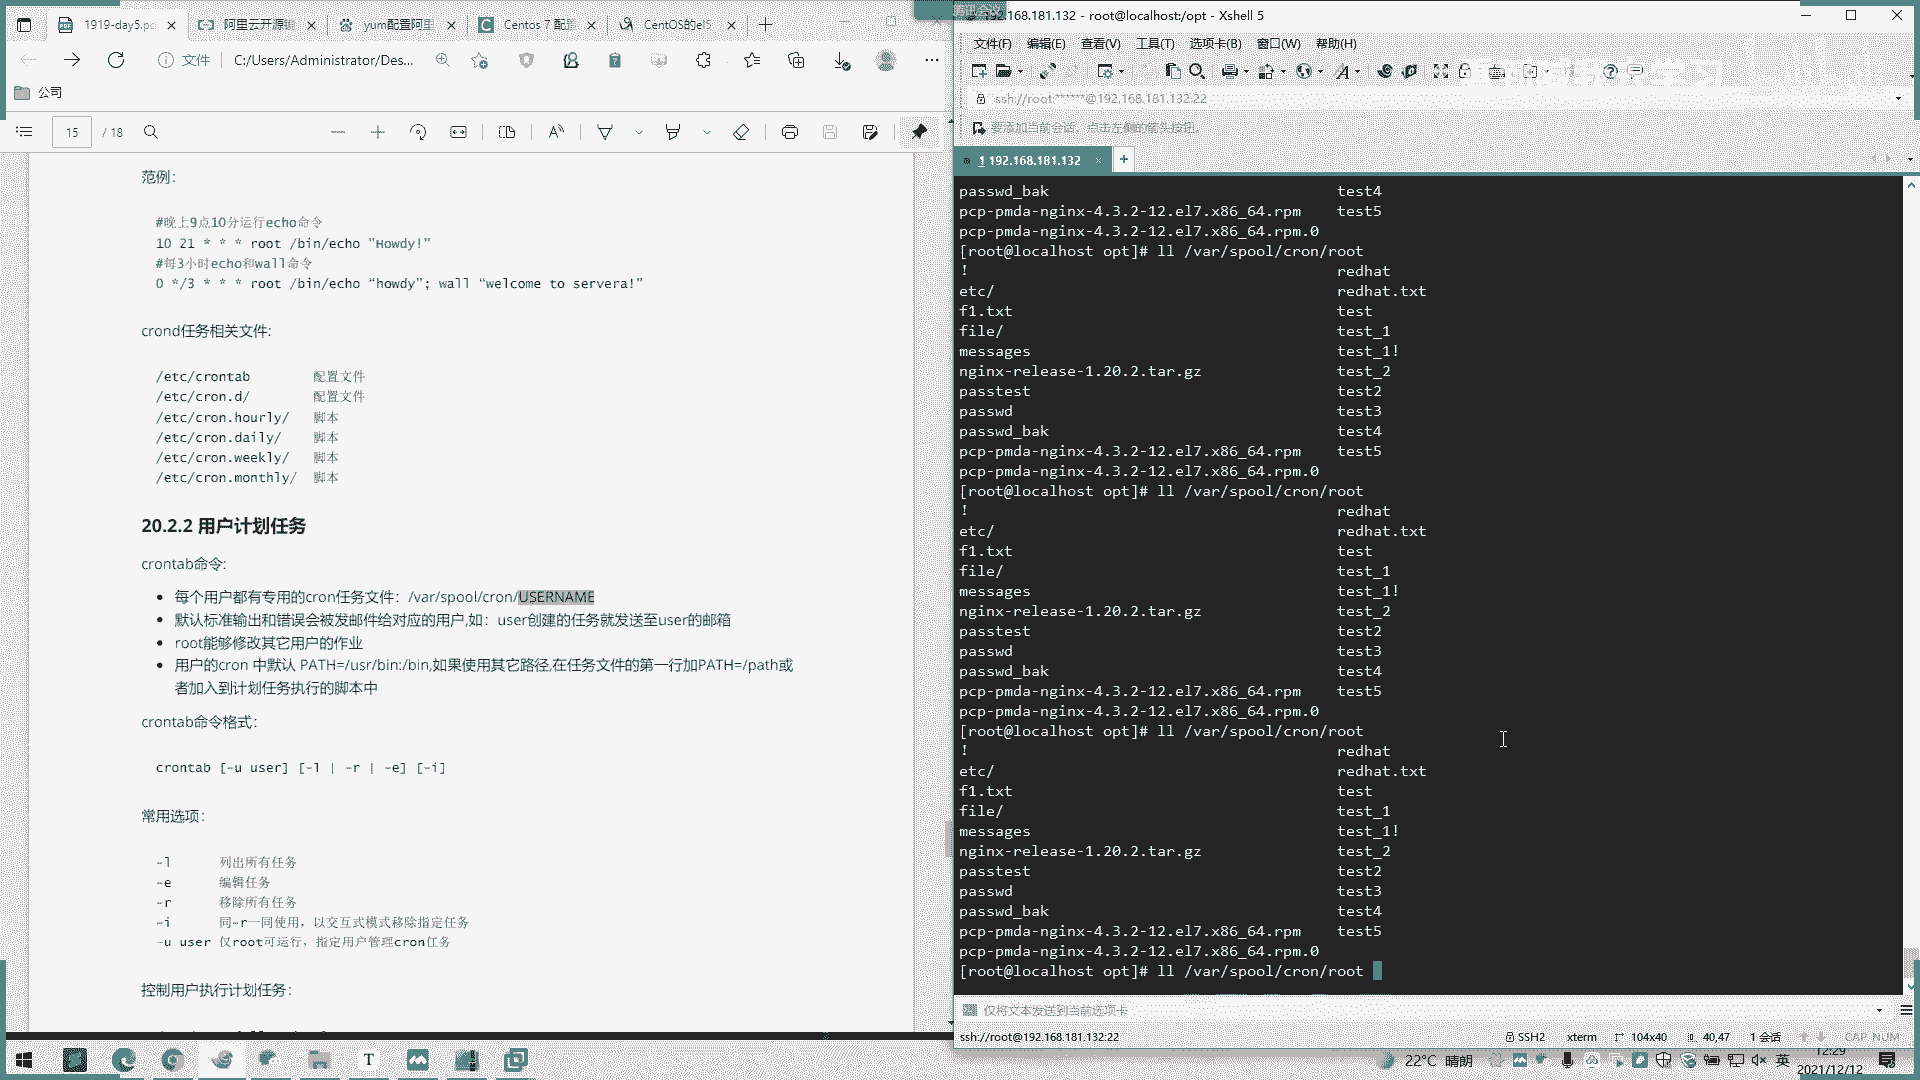 1919-day5.pd
阿里云开源镜
yum配置阿里
Centos 7 配置
CentOS的el5
文件
C:/Users/Administrator/Des...
公司
15
/ 18
范例：
#晚上9点10分运行echo命令
10 21 * * * root /bin/echo "Howdy!"
#每3小时echo和wall命令
0 */3 * * * root /bin/echo “howdy”; wall “welcome to servera!”
crond任务相关文件:
/etc/crontab 配置文件
/etc/cron.d/ 配置文件
/etc/cron.hourly/ 脚本
/etc/cron.daily/ 脚本
/etc/cron.weekly/ 脚本
/etc/cron.monthly/ 脚本
20.2.2 用户计划任务
crontab命令:
每个用户都有专用的cron任务文件：/var/spool/cron/USERNAME
默认标准输出和错误会被发邮件给对应的用户,如：user创建的任务就发送至user的邮箱
root能够修改其它用户的作业
用户的cron 中默认 PATH=/usr/bin:/bin,如果使用其它路径,在任务文件的第一行加PATH=/path或
者加入到计划任务执行的脚本中
crontab命令格式：
crontab [-u user] [-l | -r | -e] [-i]
常用选项：
-l 列出所有任务
-e 编辑任务
-r 移除所有任务
-i 同-r一同使用，以交互式模式移除指定任务
-u user 仅root可运行，指定用户管理cron任务
控制用户执行计划任务：
192.168.181.132 - root@localhost:/opt - Xshell 5
文件(F) 编辑(E) 查看(V) 工具(T) 选项卡(B) 窗口(W) 帮助(H)
ssh://root:******@192.168.181.132:22
要添加当前会话，点击左侧的箭头按钮。
1 192.168.181.132
passwd_bak test4
pcp-pmda-nginx-4.3.2-12.el7.x86_64.rpm test5
pcp-pmda-nginx-4.3.2-12.el7.x86_64.rpm.0
[root@localhost opt]# ll /var/spool/cron/root
! redhat
etc/ redhat.txt
f1.txt test
file/ test_1
messages test_1!
nginx-release-1.20.2.tar.gz test_2
passtest test2
passwd test3
passwd_bak test4
pcp-pmda-nginx-4.3.2-12.el7.x86_64.rpm test5
pcp-pmda-nginx-4.3.2-12.el7.x86_64.rpm.0
[root@localhost opt]# ll /var/spool/cron/root
! redhat
etc/ redhat.txt
f1.txt test
file/ test_1
messages test_1!
nginx-release-1.20.2.tar.gz test_2
passtest test2
passwd test3
passwd_bak test4
pcp-pmda-nginx-4.3.2-12.el7.x86_64.rpm test5
pcp-pmda-nginx-4.3.2-12.el7.x86_64.rpm.0
[root@localhost opt]# ll /var/spool/cron/root
! redhat
etc/ redhat.txt
f1.txt test
file/ test_1
messages test_1!
nginx-release-1.20.2.tar.gz test_2
passtest test2
passwd test3
passwd_bak test4
pcp-pmda-nginx-4.3.2-12.el7.x86_64.rpm test5
pcp-pmda-nginx-4.3.2-12.el7.x86_64.rpm.0
[root@localhost opt]# ll /var/spool/cron/root
仅将文本发送到当前选项卡
ssh://root@192.168.181.132:22
SSH2 xterm 104x40 40,47 1 会话 CAP NUM
22°C 晴朗
英
12:29
2021/12/12